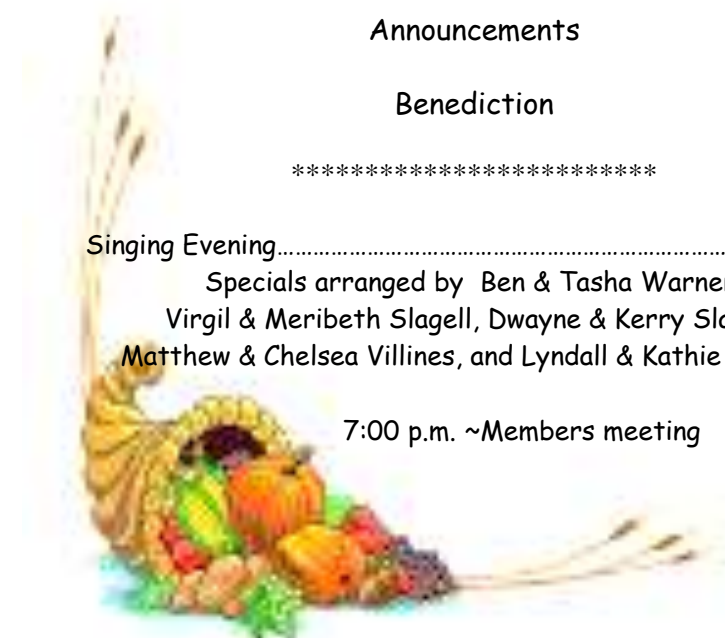 Announcements
Benediction
*************************
Singing Evening……………………………………………………………………
Specials arranged by Ben & Tasha Warne
Virgil & Meribeth Slagell, Dwayne & Kerry
Matthew & Chelsea Villines, and Lyndall & Kathie
7:00 p.m. ~Members meeting